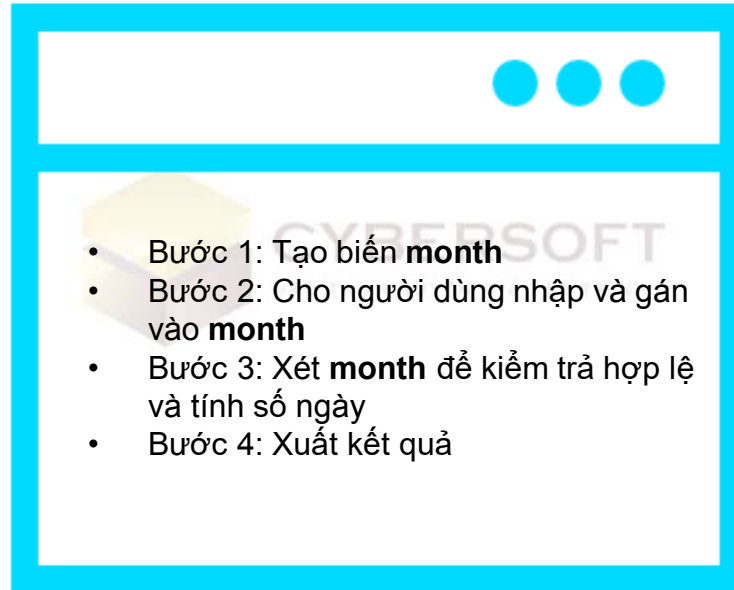 CYBERSOFT
• Bước 1: Tạo biến month
• Bước 2: Cho người dùng nhập và gán
vào month
• Bước 3: Xét month để kiểm trả hợp lệ
và tính số ngày
• Bước 4: Xuất kết quả